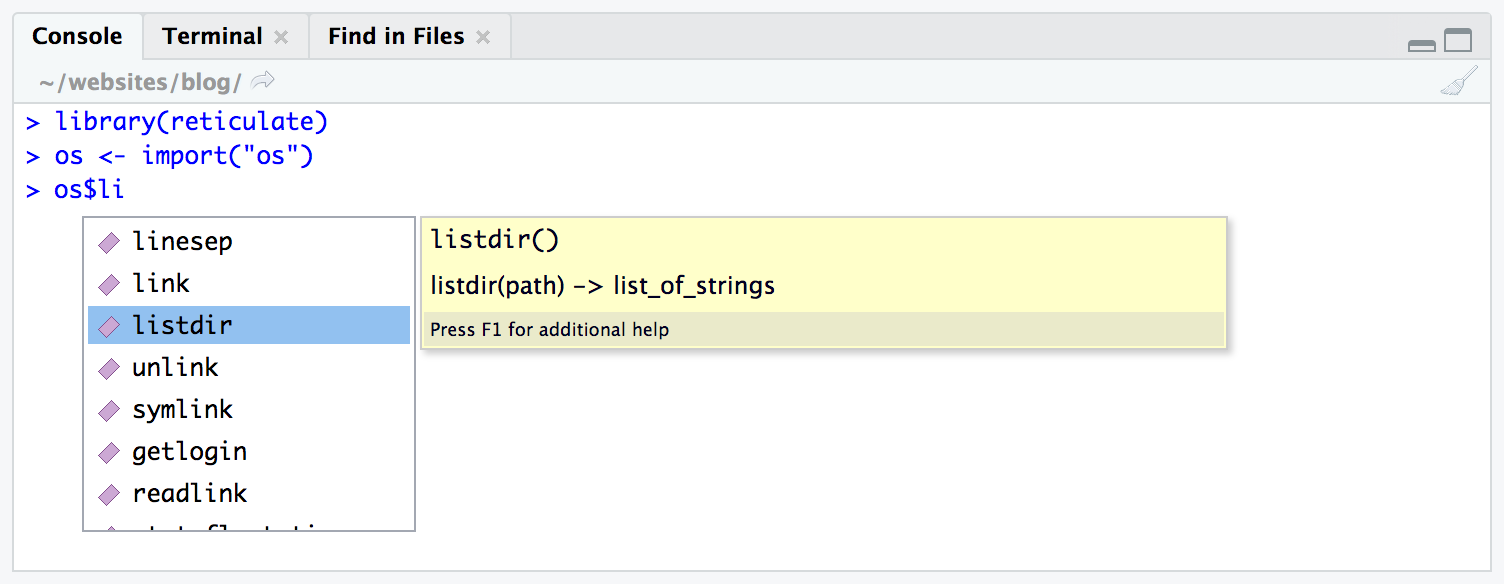 Console Terminal Find in Files
~/websites/blog/
> library(reticulate)
> os <- import("os")
> os$li
linesep
link
listdir
unlink
symlink
getlogin
readlink
listdir()
listdir(path) -> list_of_strings
Press F1 for additional help